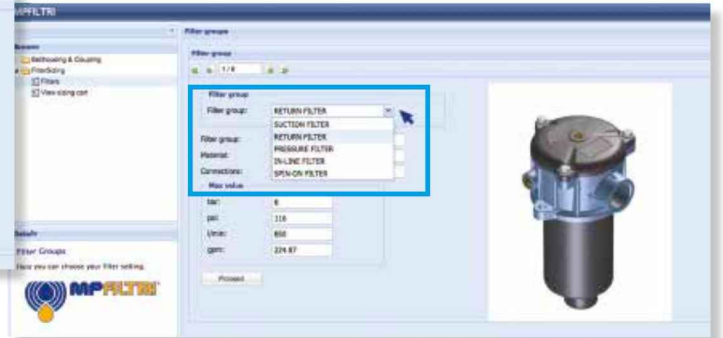 MPFILTRI
Filter groups
Browse
Filter group
Bellhousing & Coupling
FilterSizing
Filters
View sizing cart
1/8
Filter group
Filter group: RETURN FILTER
SUCTION FILTER
RETURN FILTER
PRESSURE FILTER
IN-LINE FILTER
SPIN-ON FILTER
Filter group:
Material:
Connections:
Max value
bar: 8
psi: 116
l/min: 850
gpm: 224.87
Proceed
Details
Filter Groups
Here you can choose your filter setting.
MPFILTRI